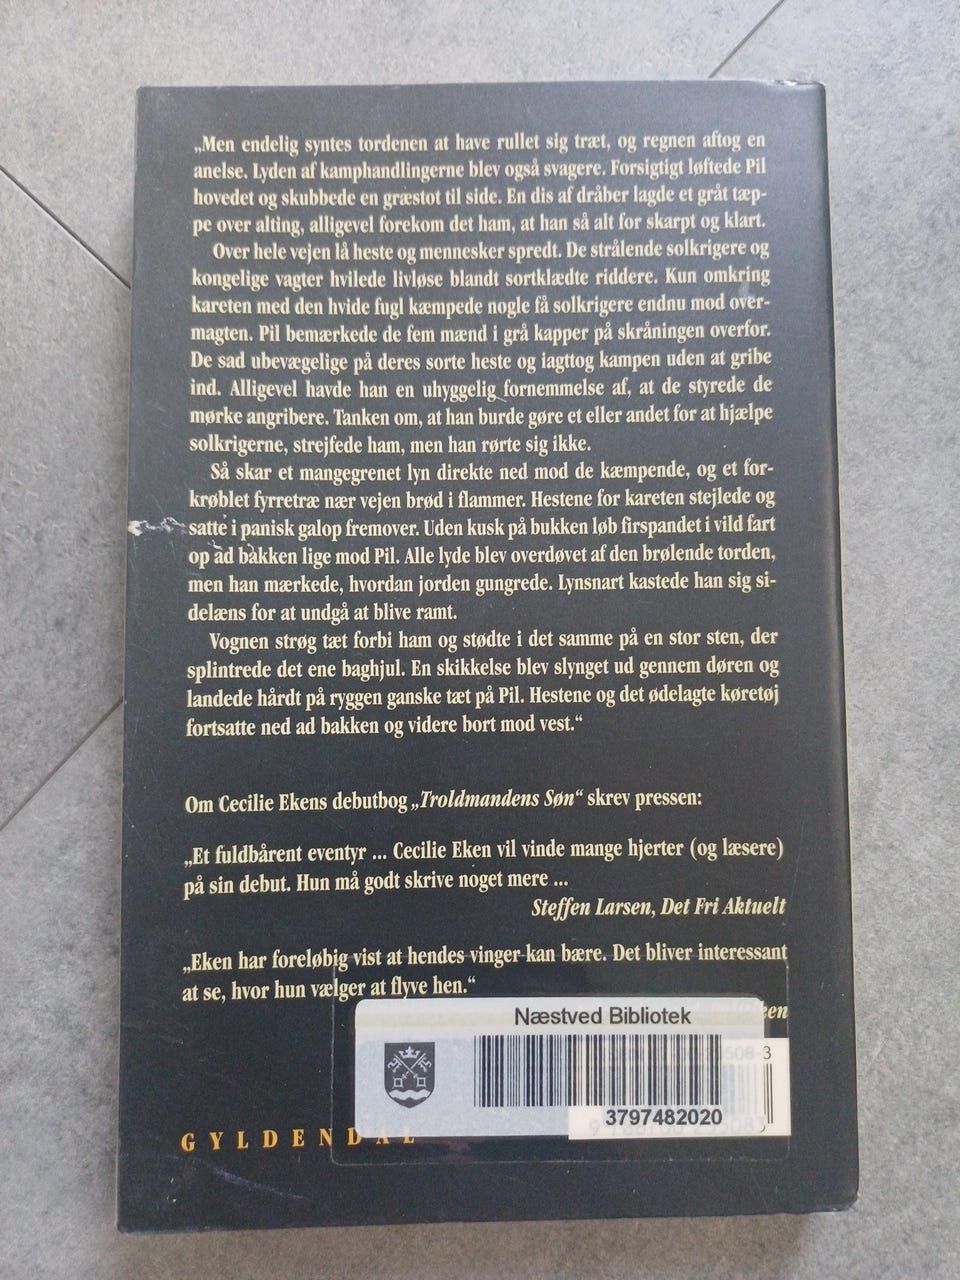 „Men endelig syntes tordenen at have rullet sig træt, og regnen aftog en
anelse. Lyden af kamphandlingerne blev også svagere. Forsigtigt løftede Pil
hovedet og skubbede en græstot til side. En dis af dråber lagde et gråt tæp-
pe over alting, alligevel forekom det ham, at han så alt for skarpt og klart.
Over hele vejen lå heste og mennesker spredt. De strålende solkrigere og
kongelige vagter hvilede livløse blandt sortklædte riddere. Kun omkring
kareten med den hvide fugl kæmpede nogle få solkrigere endnu mod over-
magten. Pil bemærkede de fem mænd i grå kapper på skråningen overfor.
De sad ubevægelige på deres sorte heste og iagttog kampen uden at gribe
ind. Alligevel havde han en uhyggelig fornemmelse af, at de styrede de
mørke angribere. Tanken om, at han burde gøre et eller andet for at hjælpe
solkrigerne, strejfede ham, men han rørte sig ikke.
Så skar et mangegrenet lyn direkte ned mod de kæmpende, og et for-
krøblet fyrretræ nær vejen brød i flammer. Hestene for kareten stejlede og
satte i panisk galop fremover. Uden kusk på bukken løb firspandet i vild fart
op ad bakken lige mod Pil. Alle lyde blev overdøvet af den brølende torden,
men han mærkede, hvordan jorden gungrede. Lynsnart kastede han sig si-
delæns for at undgå at blive ramt.
Vognen strøg tæt forbi ham og stødte i det samme på en stor sten, der
splintrede det ene baghjul. En skikkelse blev slynget ud gennem døren og
landede hårdt på ryggen ganske tæt på Pil. Hestene og det ødelagte køretøj
fortsatte ned ad bakken og videre bort mod vest.“
Om Cecilie Ekens debutbog „Troldmandens Søn“ skrev pressen:
„Et fuldbårent eventyr ... Cecilie Eken vil vinde mange hjerter (og læsere)
på sin debut. Hun må godt skrive noget mere ...
Steffen Larsen, Det Fri Aktuelt
„Eken har foreløbig vist at hendes vinger kan bære. Det bliver interessant
at se, hvor hun vælger at flyve hen.“
Næstved Bibliotek
3797482020
GYLDENDAL